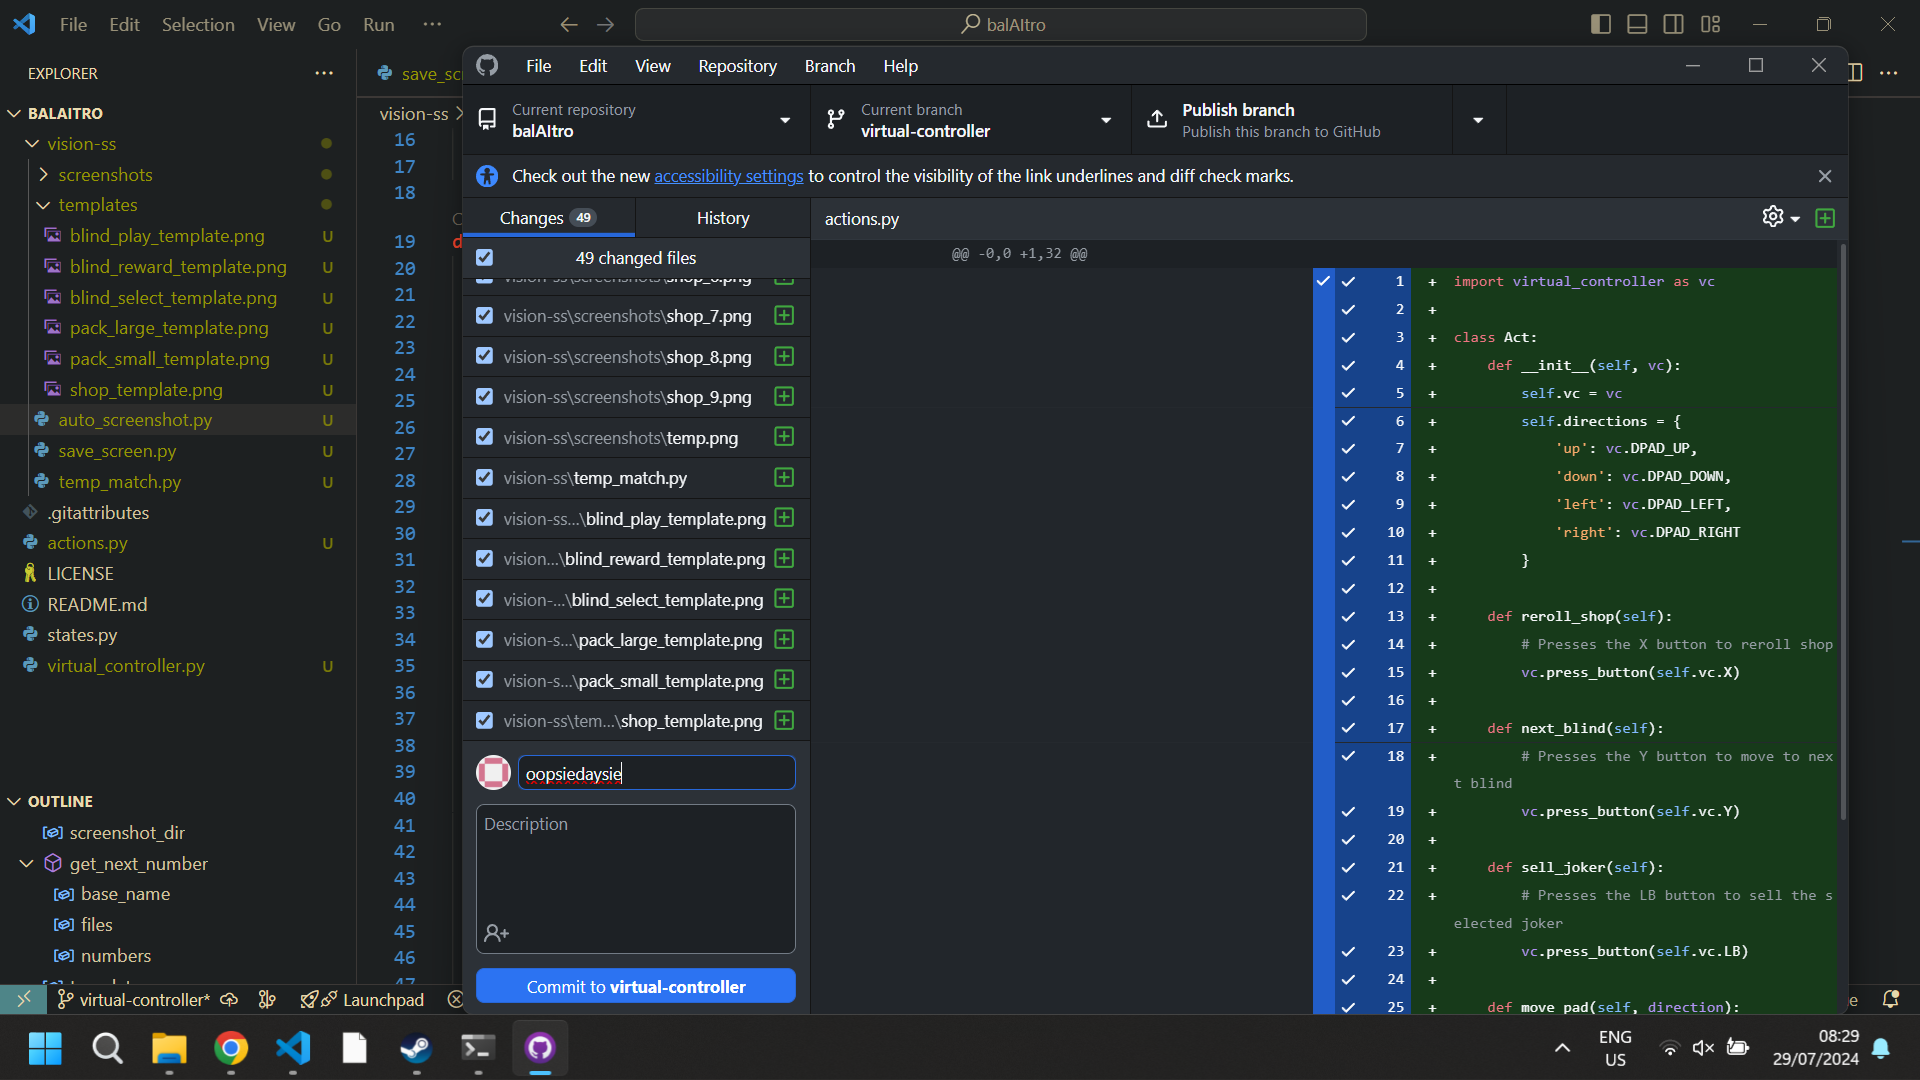 File Edit Selection View Go Run ···
balAItro
EXPLORER ···
BALAITRO
vision-ss
screenshots
templates
blind_play_template.png U
blind_reward_template.png U
blind_select_template.png U
pack_large_template.png U
pack_small_template.png U
shop_template.png U
auto_screenshot.py U
save_screen.py U
temp_match.py U
.gitattributes
actions.py U
LICENSE
README.md
states.py
virtual_controller.py U
OUTLINE
screenshot_dir
get_next_number
base_name
files
numbers
save_sc
vision-ss >
16
17
18
19 d
20
21
22
23
24
25
26
27
28
29
30
31
32
33
34
35
36
37
38
39
40
41
42
43
44
45
46
47
File Edit View Repository Branch Help
Current repository
balAItro
Current branch
virtual-controller
Publish branch
Publish this branch to GitHub
Check out the new accessibility settings to control the visibility of the link underlines and diff check marks.
Changes 49
History
49 changed files
vision-ss\screenshots\shop_7.png
vision-ss\screenshots\shop_8.png
vision-ss\screenshots\shop_9.png
vision-ss\screenshots\temp.png
vision-ss\temp_match.py
vision-ss...\blind_play_template.png
vision...\blind_reward_template.png
vision-...\blind_select_template.png
vision-s...\pack_large_template.png
vision-s...\pack_small_template.png
vision-ss\tem...\shop_template.png
oopsiedaysie
Description
Commit to virtual-controller
actions.py
@@ -0,0 +1,32 @@
1 + import virtual_controller as vc
2 +
3 + class Act:
4 + def __init__(self, vc):
5 + self.vc = vc
6 + self.directions = {
7 + 'up': vc.DPAD_UP,
8 + 'down': vc.DPAD_DOWN,
9 + 'left': vc.DPAD_LEFT,
10 + 'right': vc.DPAD_RIGHT
11 + }
12 +
13 + def reroll_shop(self):
14 + # Presses the X button to reroll shop
15 + vc.press_button(self.vc.X)
16 +
17 + def next_blind(self):
18 + # Presses the Y button to move to nex
t blind
19 + vc.press_button(self.vc.Y)
20 +
21 + def sell_joker(self):
22 + # Presses the LB button to sell the s
elected joker
23 + vc.press_button(self.vc.LB)
24 +
25 + def move_pad(self, direction):
virtual-controller* Launchpad
ENG
US
08:29
29/07/2024